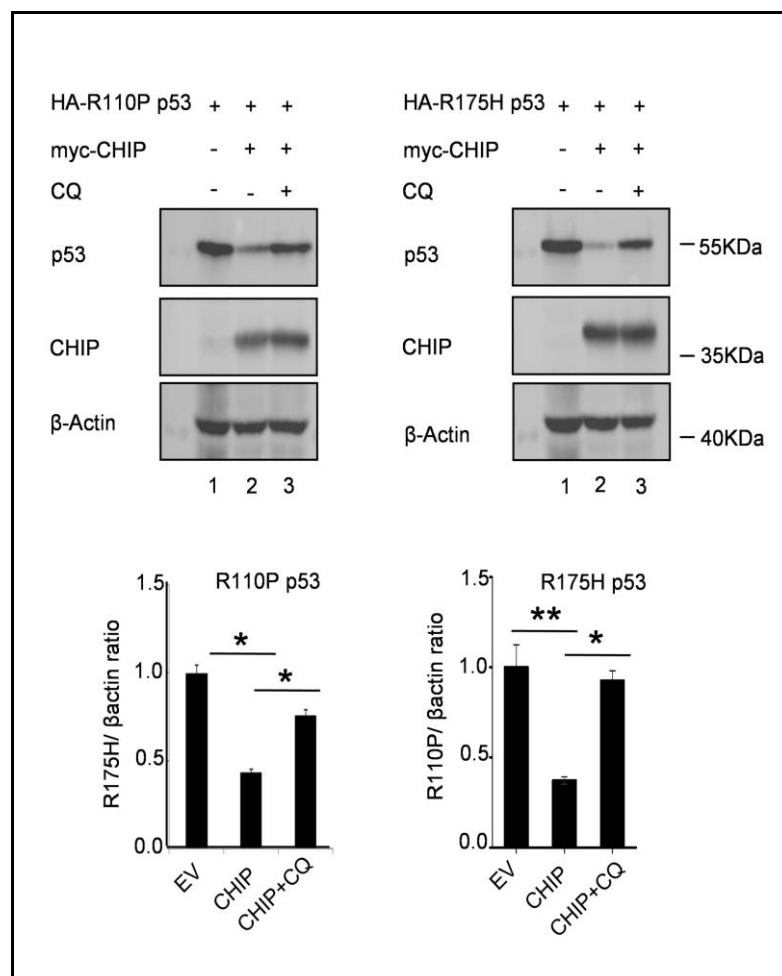 HA-R110P p53 + + +
myc-CHIP - + +
CQ - - +
p53
CHIP
β-Actin
1 2 3
HA-R175H p53 + + +
myc-CHIP - + +
CQ - - +
p53 – 55KDa
CHIP – 35KDa
β-Actin – 40KDa
1 2 3
R110P p53
R175H/ βactin ratio
1.5
1.0
0.5
0.0
* *
EV CHIP CHIP+CQ
R175H p53
R110P/ βactin ratio
1.5
1.0
0.5
0.0
** *
EV CHIP CHIP+CQ